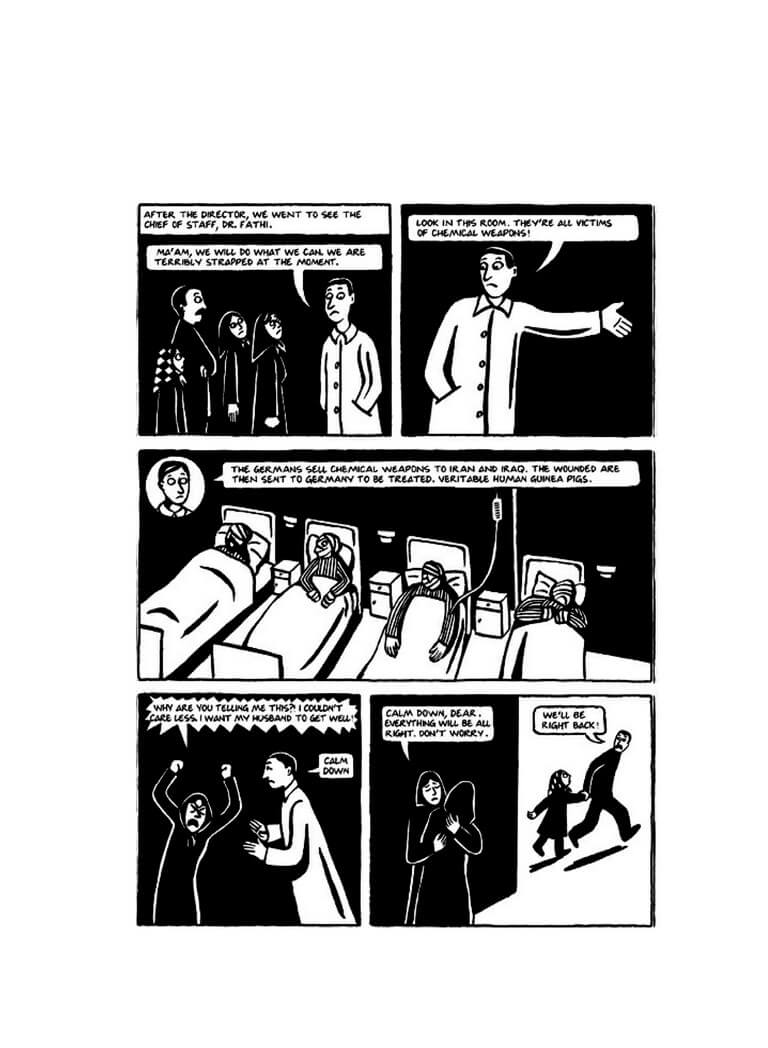 AFTER THE DIRECTOR, WE WENT TO SEE THE
CHIEF OF STAFF, DR. FATHI.
MA'AM, WE WILL DO WHAT WE CAN. WE ARE
TERRIBLY STRAPPED AT THE MOMENT.
LOOK IN THIS ROOM. THEY'RE ALL VICTIMS
OF CHEMICAL WEAPONS!
THE GERMANS SELL CHEMICAL WEAPONS TO IRAN AND IRAQ. THE WOUNDED ARE
THEN SENT TO GERMANY TO BE TREATED. VERITABLE HUMAN GUINEA PIGS.
WHY ARE YOU TELLING ME THIS?! I COULDN'T
CARE LESS. I WANT MY HUSBAND TO GET WELL!
CALM
DOWN
CALM DOWN, DEAR.
EVERYTHING WILL BE ALL
RIGHT. DON'T WORRY.
WE'LL BE
RIGHT BACK!